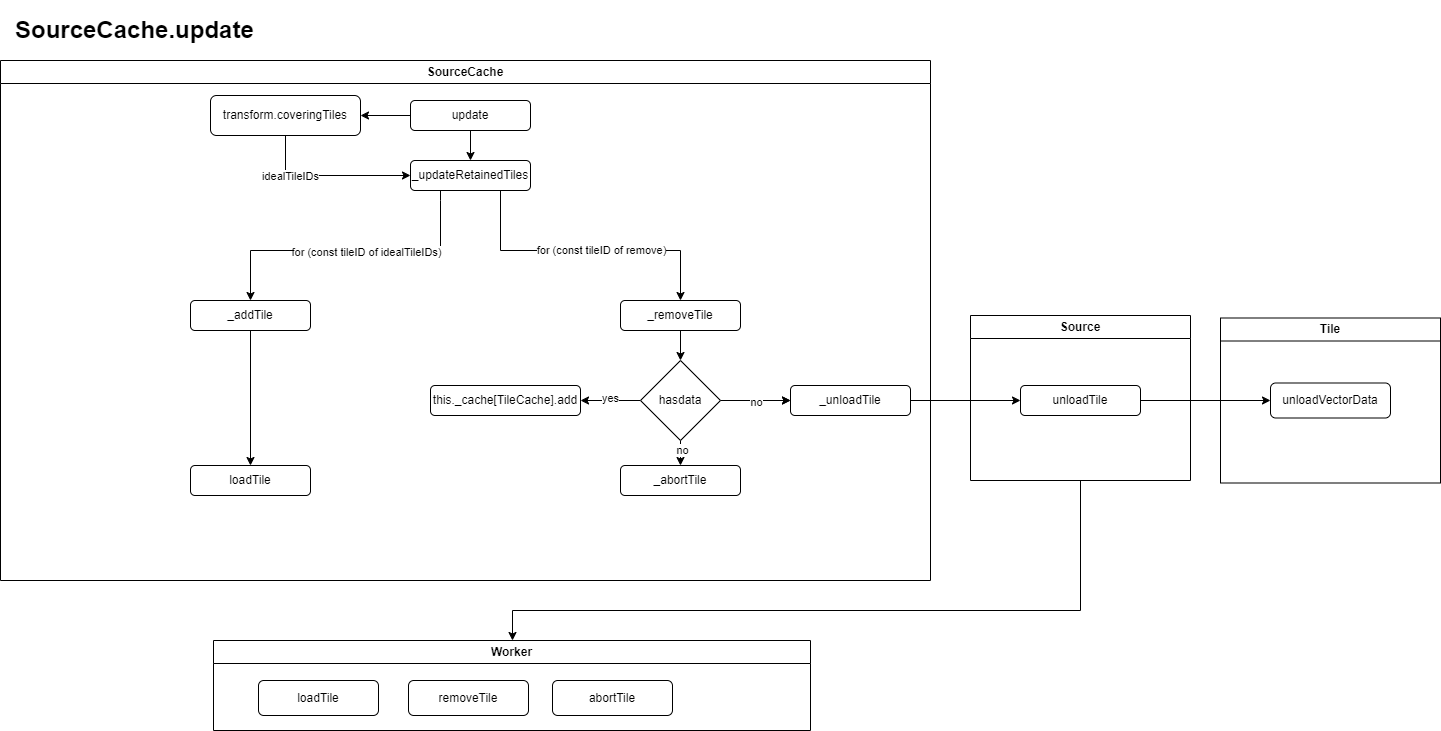 SourceCache.update
SourceCache
transform.coveringTiles
update
idealTileIDs
_updateRetainedTiles
for (const tileID of idealTileIDs)
for (const tileID of remove)
_addTile
_removeTile
Source
Tile
this._cache[TileCache].add
yes
hasdata
no
_unloadTile
unloadTile
unloadVectorData
no
loadTile
_abortTile
Worker
loadTile
removeTile
abortTile